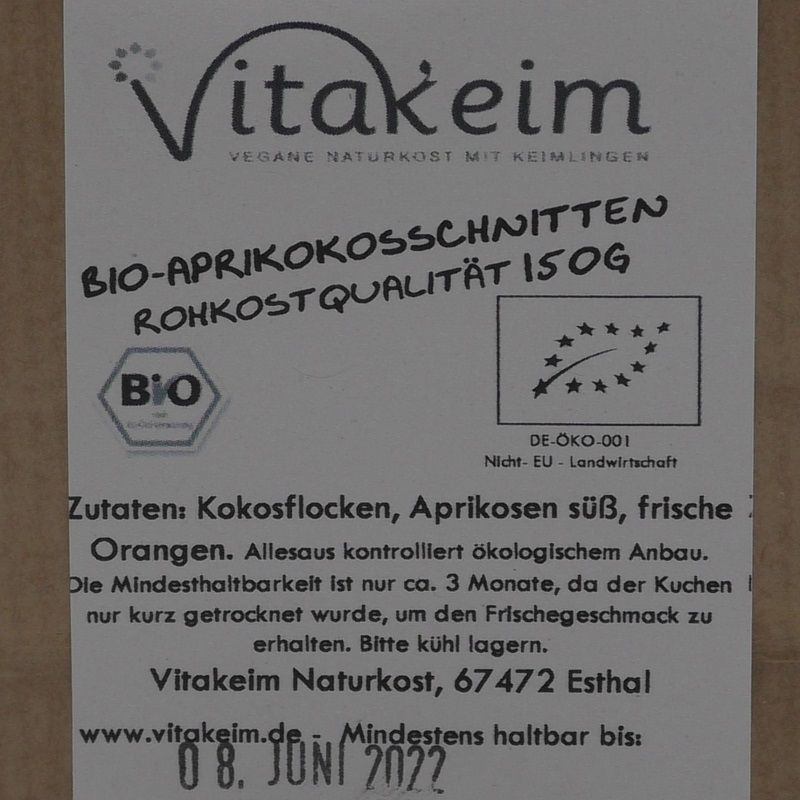 Vitakeim
VEGANE NATURKOST MIT KEIMLINGEN
BIO-APRIKOKOSSCHNITTEN
ROHKOSTQUALITÄT 150G
BIO
DE-ÖKO-001
Nicht- EU - Landwirtschaft
Zutaten: Kokosflocken, Aprikosen süß, frische
Orangen. Allesaus kontrolliert ökologischem Anbau.
Die Mindesthaltbarkeit ist nur ca. 3 Monate, da der Kuchen
nur kurz getrocknet wurde, um den Frischegeschmack zu
erhalten. Bitte kühl lagern.
Vitakeim Naturkost, 67472 Esthal
www.vitakeim.de - Mindestens haltbar bis:
08. JUNI 2022